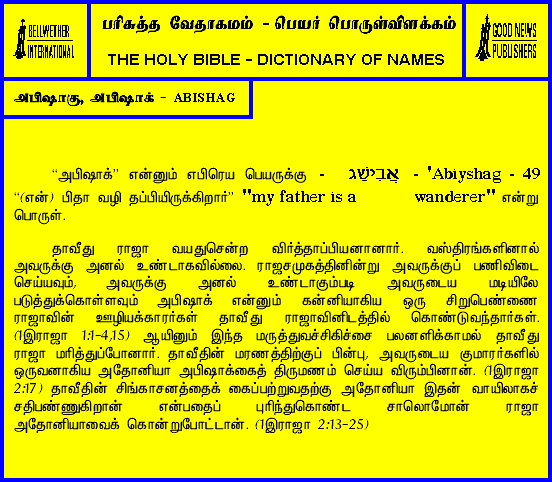 BELLWETHER
INTERNATIONAL
பரிசுத்த வேதாகமம் - பெயர் பொருள்விளக்கம்
THE HOLY BIBLE - DICTIONARY OF NAMES
GOOD NEWS
PUBLISHERS
அபிஷாகு, அபிஷாக் - ABISHAG
“அபிஷாக்” என்னும் எபிரெய பெயருக்கு - אֲבִישַׁג - 'Abiyshag - 49
“(என்) பிதா வழி தப்பியிருக்கிறார்” "my father is a wanderer" என்று
பொருள்.
தாவீது ராஜா வயதுசென்ற விர்த்தாப்பியனானார். வஸ்திரங்களினால்
அவருக்கு அனல் உண்டாகவில்லை. ராஜசமுகத்தினின்று அவருக்குப் பணிவிடை
செய்யவும், அவருக்கு அனல் உண்டாகும்படி அவருடைய மடியிலே
படுத்துக்கொள்ளவும் அபிஷாக் என்னும் கன்னியாகிய ஒரு சிறுபெண்ணை
ராஜாவின் ஊழியக்காரர்கள் தாவீது ராஜாவினிடத்தில் கொண்டுவந்தார்கள்.
(1இராஜா 1:1-4,15) ஆயினும் இந்த மருத்துவச்சிகிச்சை பலனளிக்காமல் தாவீது
ராஜா மரித்துப்போனார். தாவீதின் மரணத்திற்குப் பின்பு, அவருடைய குமாரர்களில்
ஒருவனாகிய அதோனியா அபிஷாக்கைத் திருமணம் செய்ய விரும்பினான். (1இராஜா
2:17) தாவீதின் சிங்காசனத்தைக் கைப்பற்றுவதற்கு அதோனியா இதன் வாயிலாகச்
சதிபண்ணுகிறான் என்பதைப் புரிந்துகொண்ட சாலொமோன் ராஜா
அதோனியாவைக் கொன்றுபோட்டான். (1இராஜா 2:13-25)